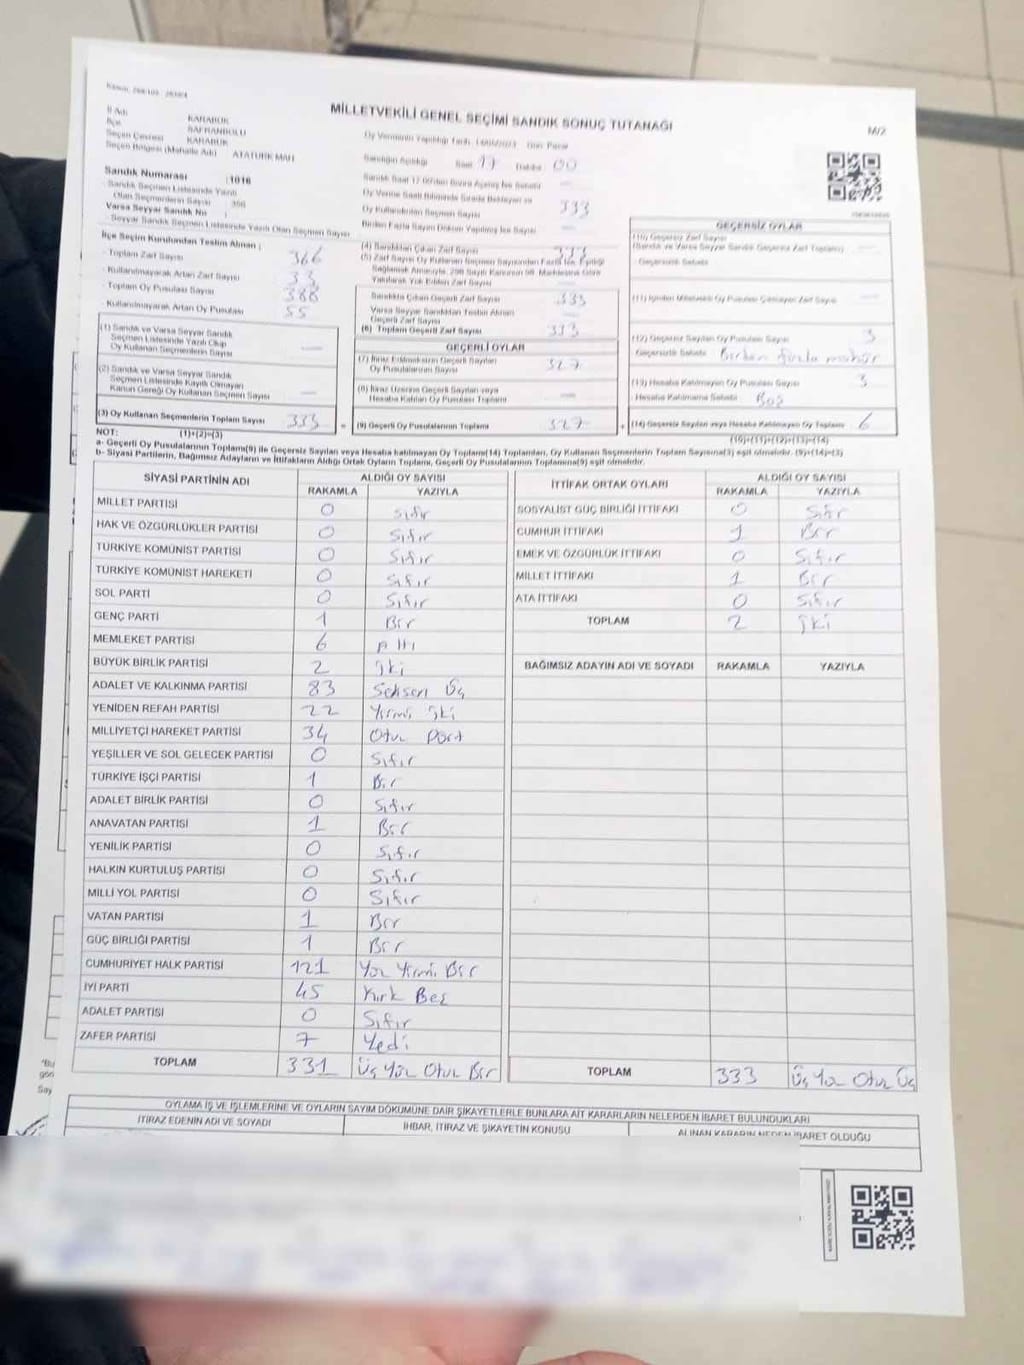 MİLLETVEKİLİ GENEL SEÇİMİ SANDIK SONUÇ TUTANAĞI
M/2
İl Adı : KARABÜK
İlçe : SAFRANBOLU
Seçim Çevresi : KARABÜK
Seçim Bölgesi (Mahalle Adı) : ATATÜRK MAH.
Sandık Numarası : 1016
Sandık Seçmen Listesinde Yazılı
Olan Seçmenlerin Sayısı : 356
Varsa Seyyar Sandık No :
Seyyar Sandık Seçmen Listesinde Yazılı Olan Seçmen Sayısı
Oy Vermenin Yapıldığı Tarih: 14/05/2023 Gün: Pazar
Sandığın Açıldığı Saat 17 Dakika 00
Oy Kullandırılan Seçmen Sayısı 333
İlçe Seçim Kurulundan Teslim Alınan :
- Toplam Zarf Sayısı 366
- Kullanılmayarak Artan Zarf Sayısı 33
- Toplam Oy Pusulası Sayısı 388
- Kullanılmayarak Artan Oy Pusulası 55
(1) Sandık ve Varsa Seyyar Sandık
Seçmen Listesinde Yazılı Olup
Oy Kullanan Seçmenlerin Sayısı —
(2) Sandık ve Varsa Seyyar Sandık
Seçmen Listesinde Kayıtlı Olmayan
Kanun Gereği Oy Kullanan Seçmen Sayısı —
(3) Oy Kullanan Seçmenlerin Toplam Sayısı 333
(4) Sandıktan Çıkan Zarf Sayısı 333
(5) Zarf Sayısı Oy Kullanan Seçmen Sayısından Fazla İse, Eşitliği
Sağlamak Amacıyla, 298 Sayılı Kanunun 98. Maddesine Göre
Yakılarak Yok Edilen Zarf Sayısı —
Sandıkta Çıkan Geçerli Zarf Sayısı 333
Varsa Seyyar Sandıktan Teslim Alınan
Geçerli Zarf Sayısı —
(6) Toplam Geçerli Zarf Sayısı 333
GEÇERLİ OYLAR
(7) İtiraz Edilmeksizin Geçerli Sayılan
Oy Pusulalarının Sayısı 327
(8) İtiraz Üzerine Geçerli Sayılan veya
Hesaba Katılan Oy Pusulası Toplamı —
= (9) Geçerli Oy Pusulalarının Toplamı 327
GEÇERSİZ OYLAR
(10) Geçersiz Zarf Sayısı —
(Sandık ve Varsa Seyyar Sandık Geçersiz Zarf Toplamı)
-Geçersizlik Sebebi
(11) İçinden Milletvekili Oy Pusulası Çıkmayan Zarf Sayısı —
(12) Geçersiz Sayılan Oy Pusulası Sayısı 3
Geçersizlik Sebebi Birden fazla mühür
(13) Hesaba Katılmayan Oy Pusulası Sayısı 3
- Hesaba Katılmama Sebebi Boş
+ (14) Geçersiz Sayılan veya Hesaba Katılmayan Oy Toplamı 6
NOT: (1)+(2)=(3) (10)+(11)+(12)+(13)=(14)
a- Geçerli Oy Pusulalarının Toplamı(9) ile Geçersiz Sayılan veya Hesaba katılmayan Oy Toplamı(14) Toplamları, Oy Kullanan Seçmenlerin Toplam Sayısına(3) eşit olmalıdır. (9)+(14)=(3)
b- Siyasi Partilerin, Bağımsız Adayların ve İttifakların Aldığı Ortak Oyların Toplamı, Geçerli Oy Pusulalarının Toplamına(9) eşit olmalıdır.
SİYASİ PARTİNİN ADI ALDIĞI OY SAYISI
RAKAMLA YAZIYLA
MİLLET PARTİSİ 0 Sıfır
HAK VE ÖZGÜRLÜKLER PARTİSİ 0 Sıfır
TÜRKİYE KOMÜNİST PARTİSİ 0 Sıfır
TÜRKİYE KOMÜNİST HAREKETİ 0 Sıfır
SOL PARTİ 0 Sıfır
GENÇ PARTİ 1 Bir
MEMLEKET PARTİSİ 6 Altı
BÜYÜK BİRLİK PARTİSİ 2 İki
ADALET VE KALKINMA PARTİSİ 83 Seksen Üç
YENİDEN REFAH PARTİSİ 22 Yirmi İki
MİLLİYETÇİ HAREKET PARTİSİ 34 Otuz Dört
YEŞİLLER VE SOL GELECEK PARTİSİ 0 Sıfır
TÜRKİYE İŞÇİ PARTİSİ 1 Bir
ADALET BİRLİK PARTİSİ 0 Sıfır
ANAVATAN PARTİSİ 1 Bir
YENİLİK PARTİSİ 0 Sıfır
HALKIN KURTULUŞ PARTİSİ 0 Sıfır
MİLLİ YOL PARTİSİ 0 Sıfır
VATAN PARTİSİ 1 Bir
GÜÇ BİRLİĞİ PARTİSİ 1 Bir
CUMHURİYET HALK PARTİSİ 121 Yüz Yirmi Bir
İYİ PARTİ 45 Kırk Beş
ADALET PARTİSİ 0 Sıfır
ZAFER PARTİSİ 7 Yedi
TOPLAM 331 Üç Yüz Otuz Bir
İTTİFAK ORTAK OYLARI ALDIĞI OY SAYISI
RAKAMLA YAZIYLA
SOSYALİST GÜÇ BİRLİĞİ İTTİFAKI 0 Sıfır
CUMHUR İTTİFAKI 1 Bir
EMEK VE ÖZGÜRLÜK İTTİFAKI 0 Sıfır
MİLLET İTTİFAKI 1 Bir
ATA İTTİFAKI 0 Sıfır
TOPLAM 2 İki
BAĞIMSIZ ADAYIN ADI VE SOYADI RAKAMLA YAZIYLA
TOPLAM 333 Üç Yüz Otuz Üç
OYLAMA İŞ VE İŞLEMLERİNE VE OYLARIN SAYIM DÖKÜMÜNE DAİR ŞİKAYETLERLE BUNLARA AİT KARARLARIN NELERDEN İBARET BULUNDUKLARI
İTİRAZ EDENİN ADI VE SOYADI İHBAR, İTİRAZ VE ŞİKAYETİN KONUSU ALINAN KARARIN NEDEN İBARET OLDUĞU